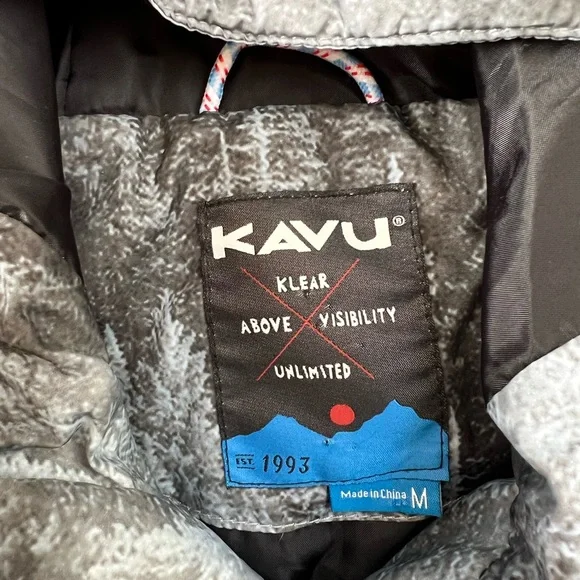 KAVU®
KLEAR
ABOVE VISIBILITY
UNLIMITED
EST. 1993
Made in China M